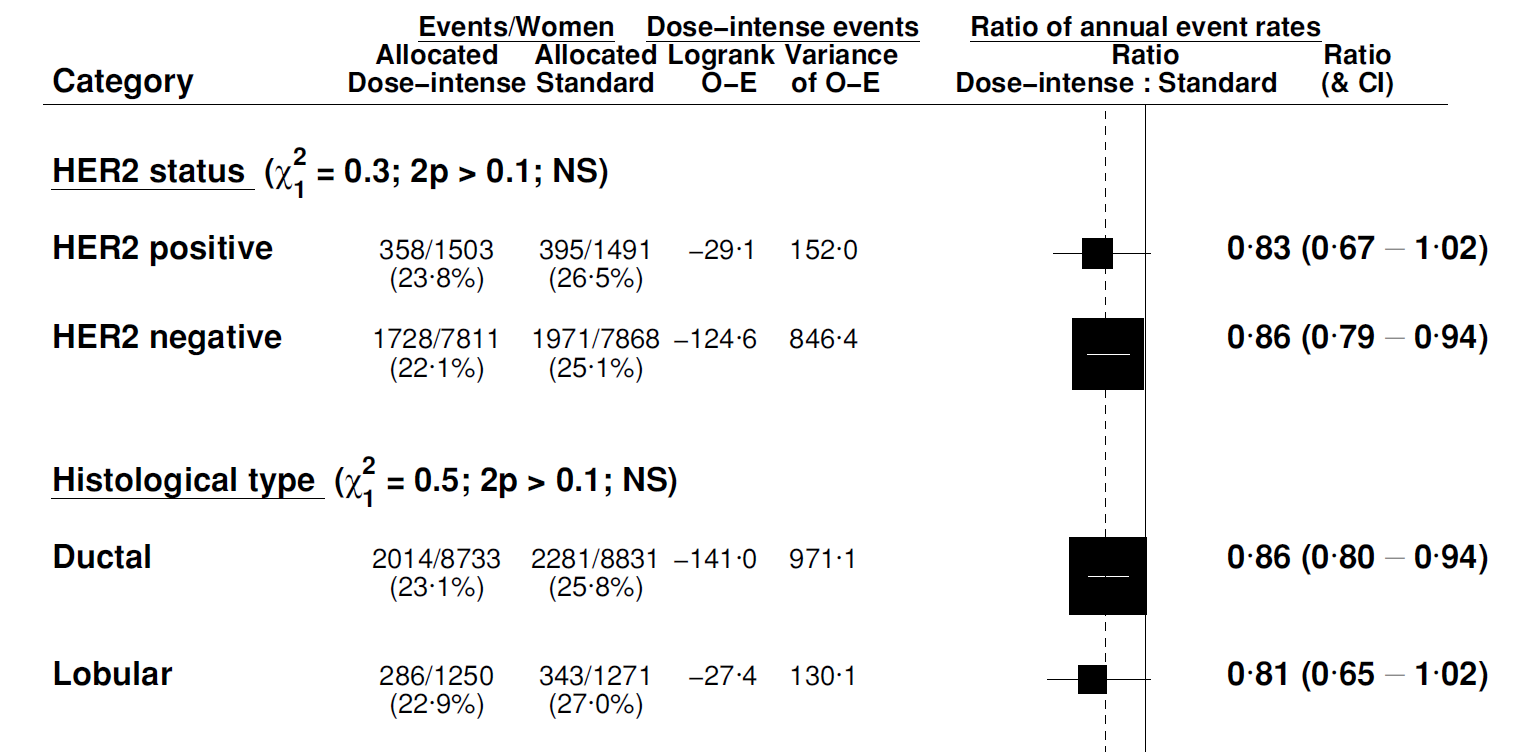 Events/Women Dose–intense events Ratio of annual event rates
Allocated Allocated Logrank Variance Ratio Ratio
Category Dose–intense Standard O–E of O–E Dose–intense : Standard (& CI)
HER2 status (χ²₁ = 0.3; 2p > 0.1; NS)
HER2 positive 358/1503 395/1491 –29·1 152·0 0·83 (0·67 – 1·02)
(23·8%) (26·5%)
HER2 negative 1728/7811 1971/7868 –124·6 846·4 0·86 (0·79 – 0·94)
(22·1%) (25·1%)
Histological type (χ²₁ = 0.5; 2p > 0.1; NS)
Ductal 2014/8733 2281/8831 –141·0 971·1 0·86 (0·80 – 0·94)
(23·1%) (25·8%)
Lobular 286/1250 343/1271 –27·4 130·1 0·81 (0·65 – 1·02)
(22·9%) (27·0%)